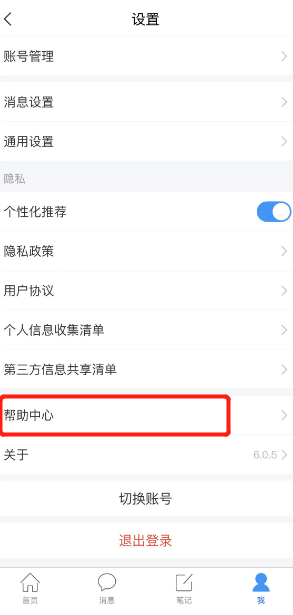 设置
账号管理
消息设置
通用设置
隐私
个性化推荐
隐私政策
用户协议
个人信息收集清单
第三方信息共享清单
帮助中心
关于 6.0.5
切换账号
退出登录
首页 消息 笔记 我